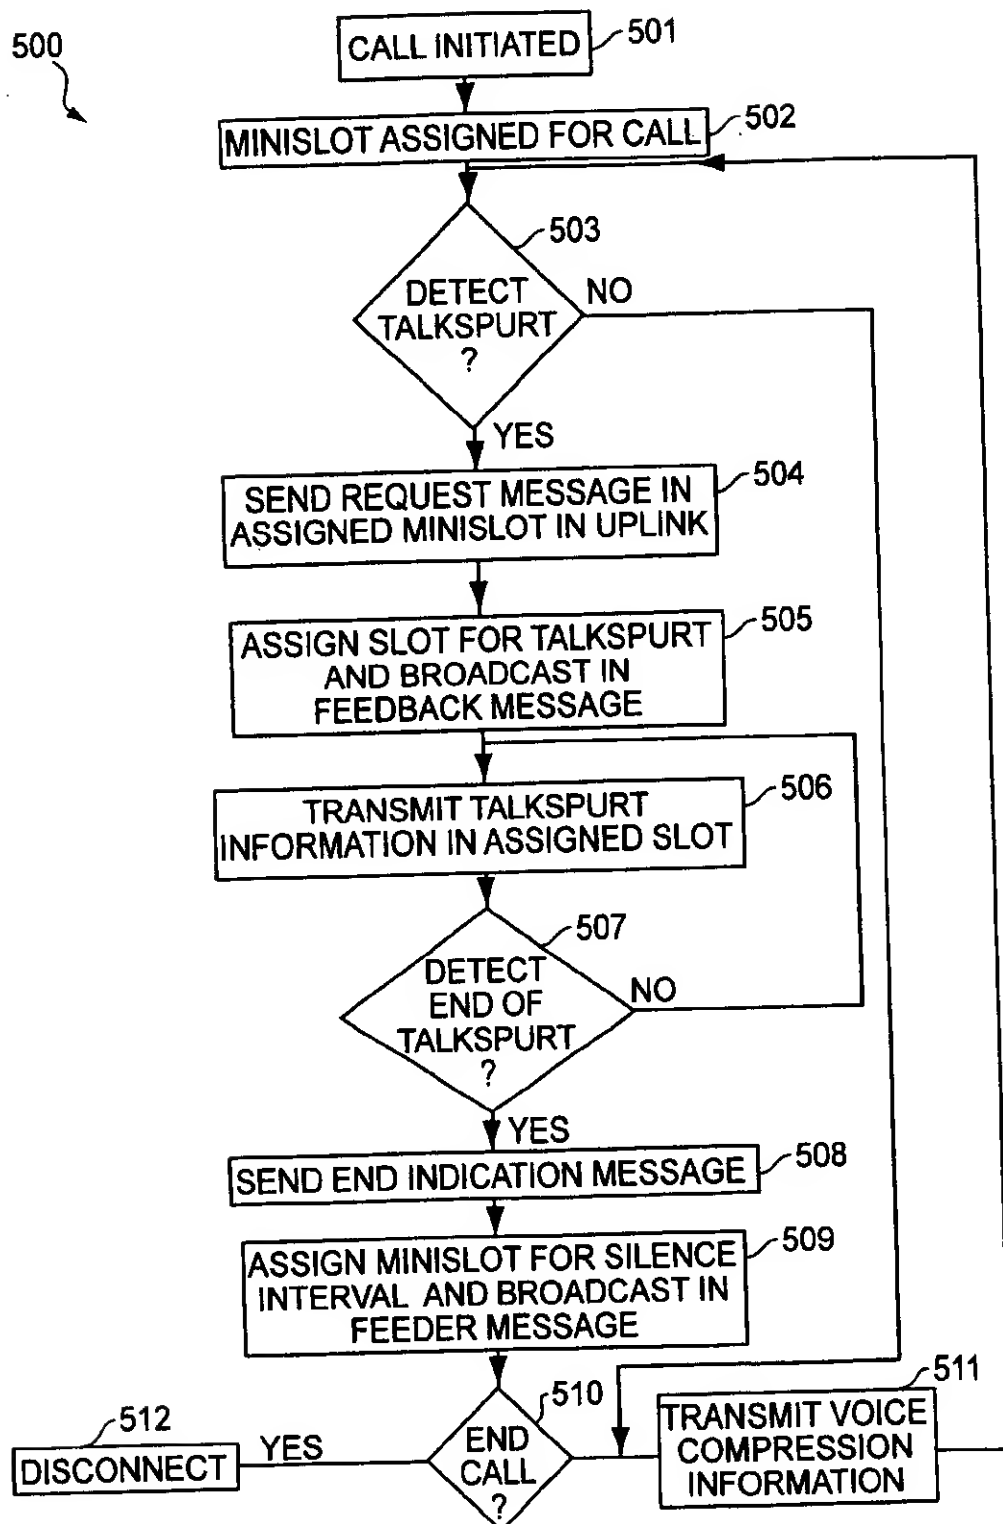 500
CALL INITIATED
501
MINISLOT ASSIGNED FOR CALL
502
503
DETECT
TALKSPURT
?
NO
YES
SEND REQUEST MESSAGE IN
ASSIGNED MINISLOT IN UPLINK
504
ASSIGN SLOT FOR TALKSPURT
AND BROADCAST IN
FEEDBACK MESSAGE
505
TRANSMIT TALKSPURT
INFORMATION IN ASSIGNED SLOT
506
507
DETECT
END OF
TALKSPURT
?
NO
YES
SEND END INDICATION MESSAGE
508
ASSIGN MINISLOT FOR SILENCE
INTERVAL AND BROADCAST IN
FEEDER MESSAGE
509
510
END
CALL
?
YES
512
DISCONNECT
511
TRANSMIT VOICE
COMPRESSION
INFORMATION